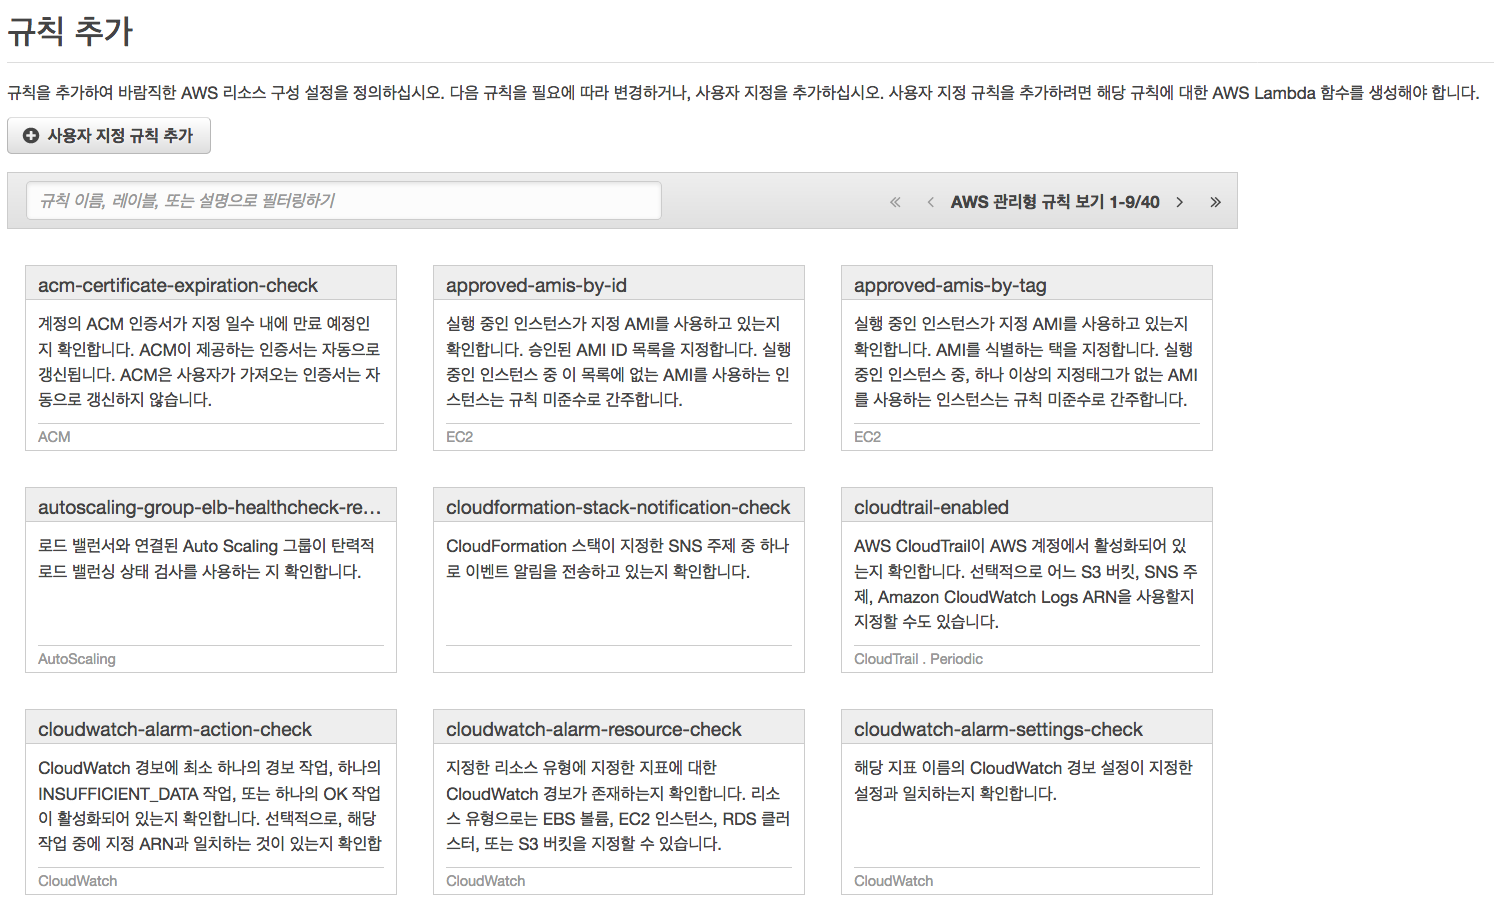 규칙 추가
규칙을 추가하여 바람직한 AWS 리소스 구성 설정을 정의하십시오. 다음 규칙을 필요에 따라 변경하거나, 사용자 지정을 추가하십시오. 사용자 지정 규칙을 추가하려면 해당 규칙에 대한 AWS Lambda 함수를 생성해야 합니다.
사용자 지정 규칙 추가
규칙 이름, 레이블, 또는 설명으로 필터링하기
« ‹ AWS 관리형 규칙 보기 1-9/40 › »
acm-certificate-expiration-check
계정의 ACM 인증서가 지정 일수 내에 만료 예정인
지 확인합니다. ACM이 제공하는 인증서는 자동으로
갱신됩니다. ACM은 사용자가 가져오는 인증서는 자
동으로 갱신하지 않습니다.
ACM
approved-amis-by-id
실행 중인 인스턴스가 지정 AMI를 사용하고 있는지
확인합니다. 승인된 AMI ID 목록을 지정합니다. 실행
중인 인스턴스 중 이 목록에 없는 AMI를 사용하는 인
스턴스는 규칙 미준수로 간주합니다.
EC2
approved-amis-by-tag
실행 중인 인스턴스가 지정 AMI를 사용하고 있는지
확인합니다. AMI를 식별하는 택을 지정합니다. 실행
중인 인스턴스 중, 하나 이상의 지정태그가 없는 AMI
를 사용하는 인스턴스는 규칙 미준수로 간주합니다.
EC2
autoscaling-group-elb-healthcheck-re...
로드 밸런서와 연결된 Auto Scaling 그룹이 탄력적
로드 밸런싱 상태 검사를 사용하는 지 확인합니다.
AutoScaling
cloudformation-stack-notification-check
CloudFormation 스택이 지정한 SNS 주제 중 하나
로 이벤트 알림을 전송하고 있는지 확인합니다.
cloudtrail-enabled
AWS CloudTrail이 AWS 계정에서 활성화되어 있
는지 확인합니다. 선택적으로 어느 S3 버킷, SNS 주
제, Amazon CloudWatch Logs ARN을 사용할지
지정할 수도 있습니다.
CloudTrail . Periodic
cloudwatch-alarm-action-check
CloudWatch 경보에 최소 하나의 경보 작업, 하나의
INSUFFICIENT_DATA 작업, 또는 하나의 OK 작업
이 활성화되어 있는지 확인합니다. 선택적으로, 해당
작업 중에 지정 ARN과 일치하는 것이 있는지 확인합
CloudWatch
cloudwatch-alarm-resource-check
지정한 리소스 유형에 지정한 지표에 대한
CloudWatch 경보가 존재하는지 확인합니다. 리소
스 유형으로는 EBS 볼륨, EC2 인스턴스, RDS 클러
스터, 또는 S3 버킷을 지정할 수 있습니다.
CloudWatch
cloudwatch-alarm-settings-check
해당 지표 이름의 CloudWatch 경보 설정이 지정한
설정과 일치하는지 확인합니다.
CloudWatch